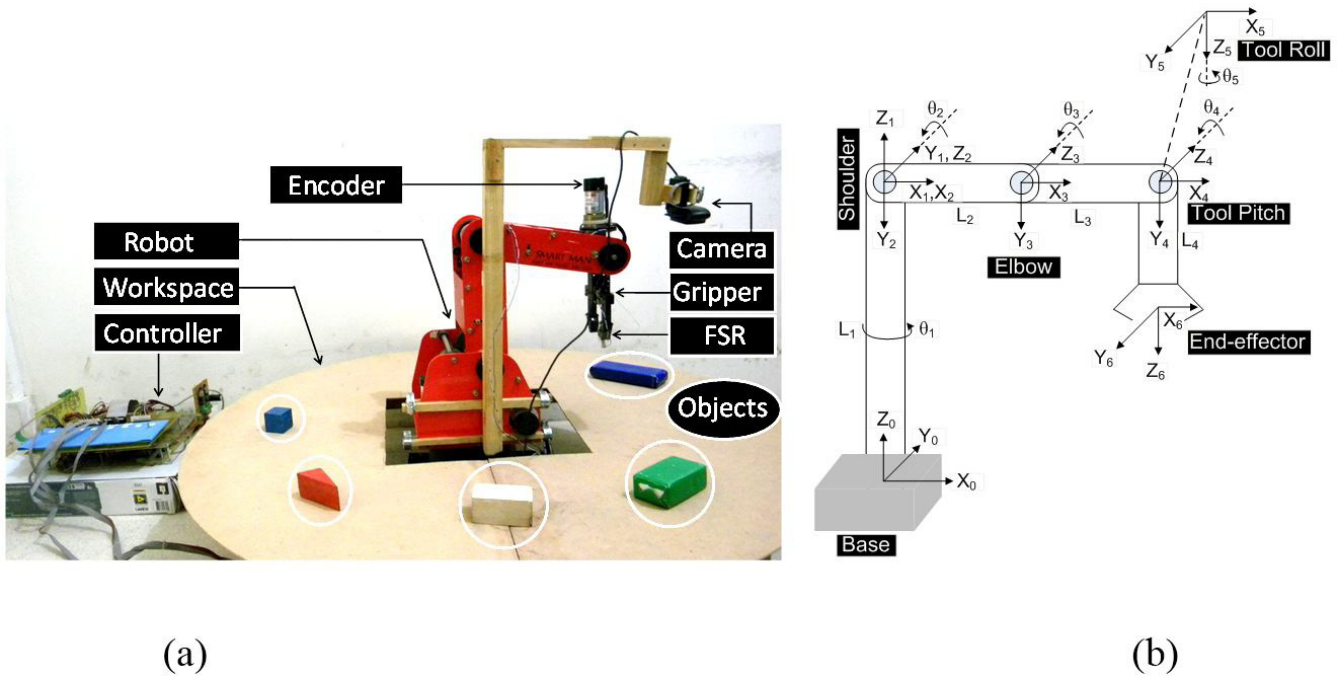 Encoder
Robot
Workspace
Controller
Camera
Gripper
FSR
Objects
SMART MAN
X₅
Y₅
Z₅
Tool Roll
θ₅
Shoulder
Z₁
θ₂
θ₃
θ₄
Y₁, Z₂
Z₃
Z₄
X₁,X₂
X₃
X₄
L₂
L₃
Tool Pitch
Y₂
Y₃
Y₄
L₄
Elbow
L₁
θ₁
X₆
Y₆
Z₆
End-effector
Z₀
Y₀
X₀
Base
(a)
(b)